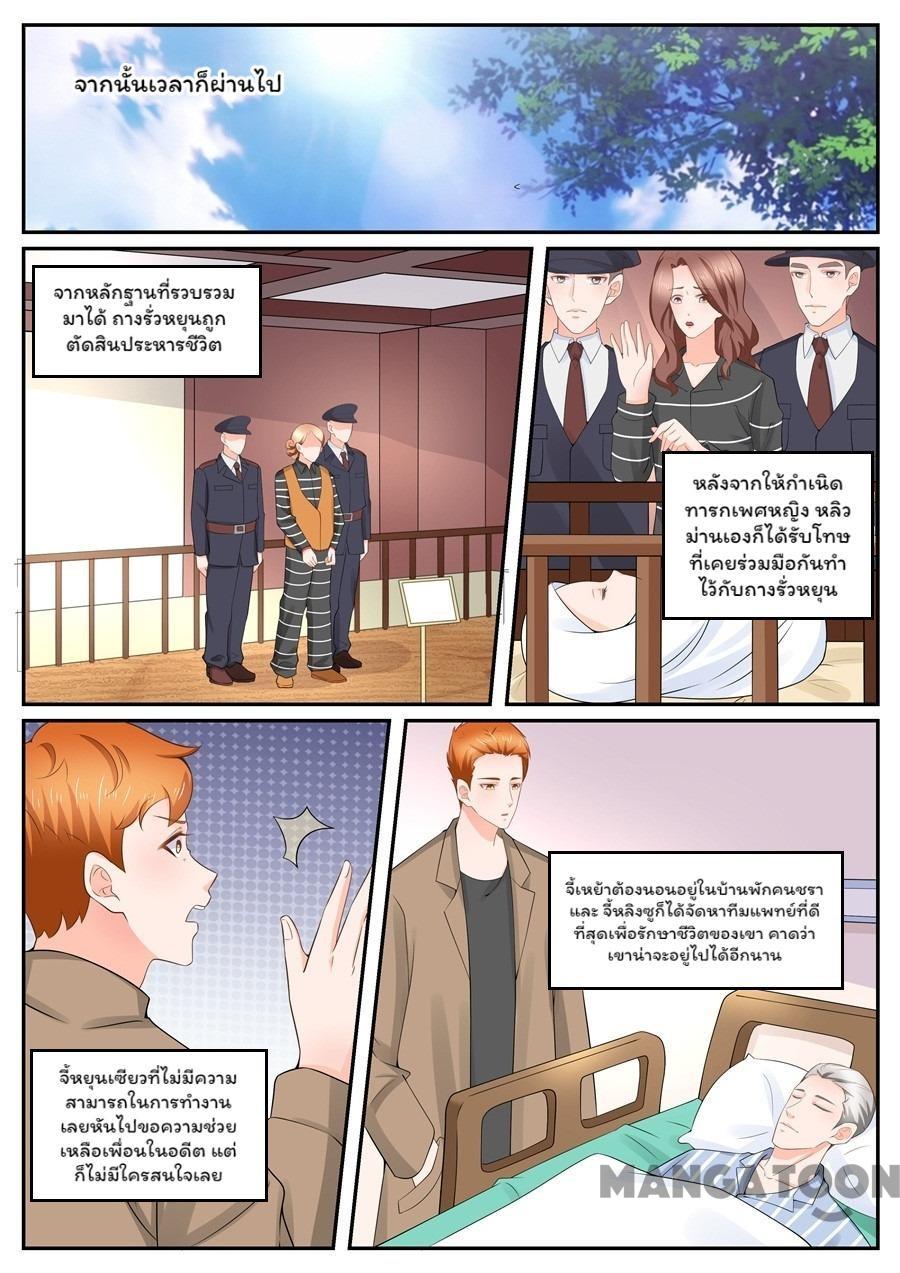 จากนั้นเวลาก็ผ่านไป
จากหลักฐานที่รวบรวม
มาได้ ถางรั่วหยุนถูก
ตัดสินประหารชีวิต
หลังจากให้กำเนิด
ทารกเพศหญิง หลิว
ม่านเองก็ได้รับโทษ
ที่เคยร่วมมือกันทำ
ไว้กับถางรั่วหยุน
จี้เหย้าต้องนอนอยู่ในบ้านพักคนชรา
และ จี้หลิงซูก็ได้จัดหาทีมแพทย์ที่ดี
ที่สุดเพื่อรักษาชีวิตของเขา คาดว่า
เขาน่าจะอยู่ไปได้อีกนาน
จี้หยุนเซียวที่ไม่มีความ
สามารถในการทำงาน
เลยหันไปขอความช่วย
เหลือเพื่อนในอดีต แต่
ก็ไม่มีใครสนใจเลย
MANGATOON